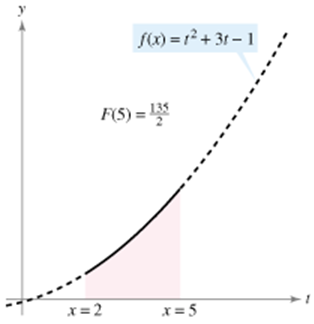 y
f(x) = t² + 3t − 1
F(5) = 135/2
t
x = 2
x = 5